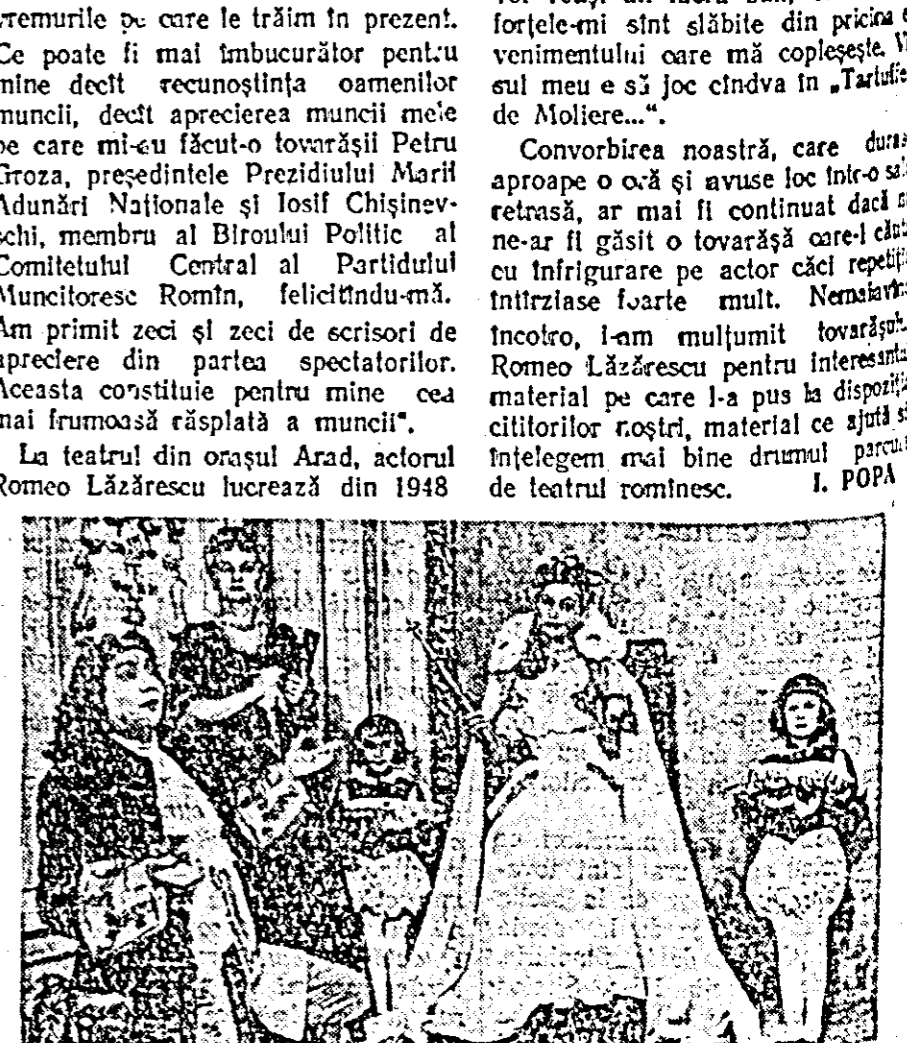 vremurile pe care le trăim în prezent.
Ce poate fi mai îmbucurător pentru
mine decît recunoștința oamenilor
muncii, decît aprecierea muncii mele
pe care mi-au făcut-o tovarășii Petru
Groza, președintele Prezidiului Marii
Adunări Naționale și Iosif Chișinev-
schi, membru al Biroului Politic al
Comitetului Central al Partidului
Muncitoresc Romîn, felicitîndu-mă.
Am primit zeci și zeci de scrisori de
apreciere din partea spectatorilor.
Aceasta constituie pentru mine cea
mai frumoasă răsplată a muncii".
La teatrul din orașul Arad, actorul
Romeo Lăzărescu lucrează din 1948
forțele-mi sînt slăbite din pricina
venimentului care mă copleșește.
sul meu e să joc cîndva în „Tartuffe
de Moliere...“.
Convorbirea noastră, care
aproape o oră și avuse loc într-o
retrasă, ar mai fi continuat dacă
ne-ar fi găsit o tovarășă care-l
cu înfrigurare pe actor căci
întîrziase foarte mult.
încotro, l-am mulțumit
Romeo Lăzărescu pentru
material pe care l-a pus la
cititorilor noștri, material ce ajută
înțelegem mai bine drumul
de teatrul romînesc. I. POPA